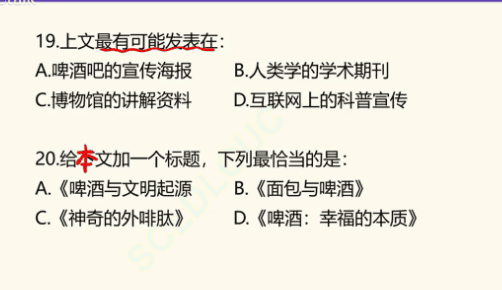 19.上文最有可能发表在：
A.啤酒吧的宣传海报 B.人类学的学术期刊
C.博物馆的讲解资料 D.互联网上的科普宣传
20.给本文加一个标题，下列最恰当的是：
A.《啤酒与文明起源 B.《面包与啤酒》
C.《神奇的外啡肽》 D.《啤酒：幸福的本质》